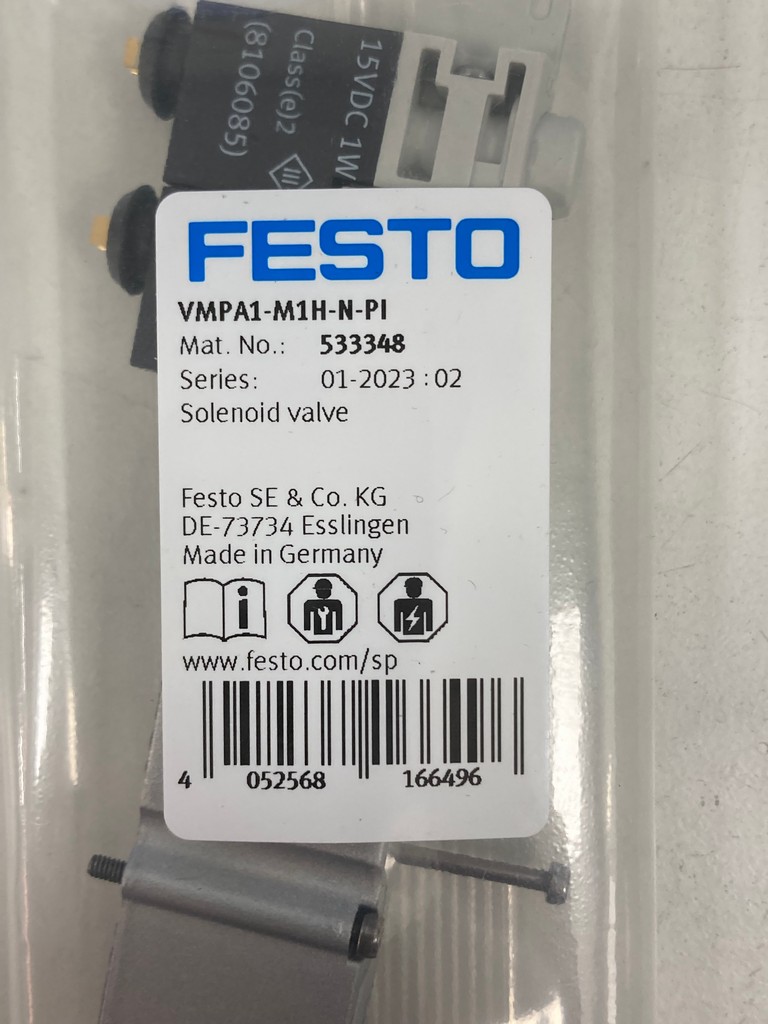 15VDC 1W
Class(e)2
(8106085)
FESTO
VMPA1-M1H-N-PI
Mat. No.: 533348
Series: 01-2023 : 02
Solenoid valve
Festo SE & Co. KG
DE-73734 Esslingen
Made in Germany
www.festo.com/sp
4 052568 166496